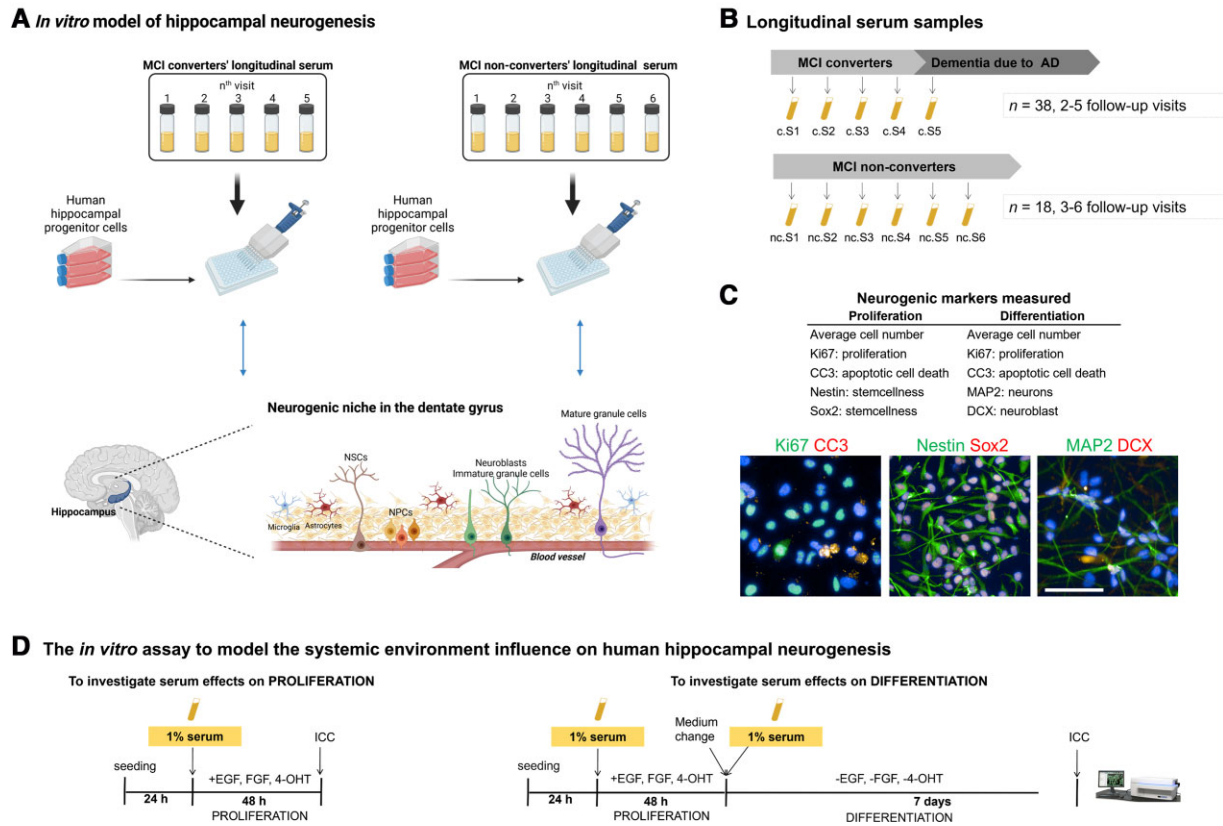 A In vitro model of hippocampal neurogenesis
MCI converters' longitudinal serum
nth visit
1 2 3 4 5
MCI non-converters' longitudinal serum
nth visit
1 2 3 4 5 6
Human
hippocampal
progenitor cells
Human
hippocampal
progenitor cells
Neurogenic niche in the dentate gyrus
Mature granule cells
NSCs
Neuroblasts
Immature granule cells
NPCs
Microglia
Astrocytes
Blood vessel
Hippocampus
B Longitudinal serum samples
MCI converters
Dementia due to AD
c.S1 c.S2 c.S3 c.S4 c.S5
n = 38, 2-5 follow-up visits
MCI non-converters
nc.S1 nc.S2 nc.S3 nc.S4 nc.S5 nc.S6
n = 18, 3-6 follow-up visits
C
Neurogenic markers measured
Proliferation Differentiation
Average cell number Average cell number
Ki67: proliferation Ki67: proliferation
CC3: apoptotic cell death CC3: apoptotic cell death
Nestin: stemcellness MAP2: neurons
Sox2: stemcellness DCX: neuroblast
Ki67 CC3 Nestin Sox2 MAP2 DCX
D The in vitro assay to model the systemic environment influence on human hippocampal neurogenesis
To investigate serum effects on PROLIFERATION
1% serum
ICC
seeding
+EGF, FGF, 4-OHT
24 h
48 h
PROLIFERATION
To investigate serum effects on DIFFERENTIATION
1% serum
Medium
change
1% serum
ICC
seeding
+EGF, FGF, 4-OHT
-EGF, -FGF, -4-OHT
24 h
48 h
7 days
PROLIFERATION
DIFFERENTIATION